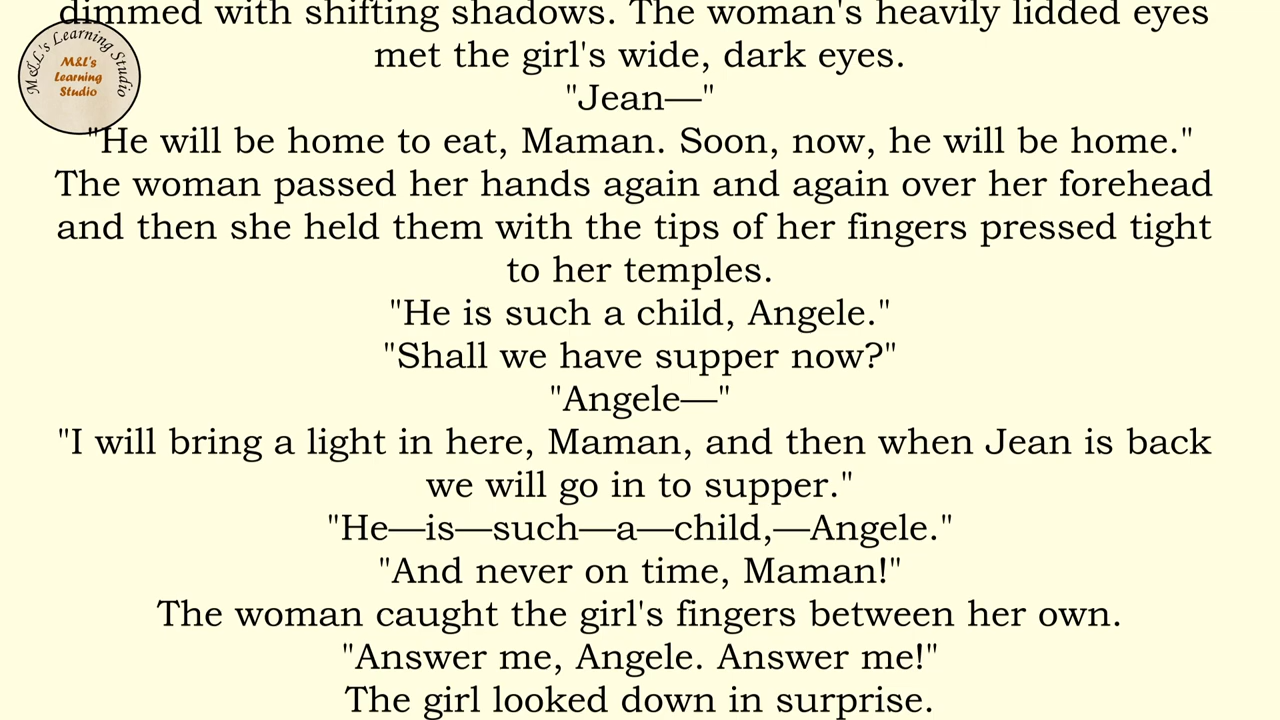 dimmed with shifting shadows. The woman's heavily lidded eyes
met the girl's wide, dark eyes.
M&L's Learning Studio
M&L's
Learning
Studio
"Jean—"
"He will be home to eat, Maman. Soon, now, he will be home."
The woman passed her hands again and again over her forehead
and then she held them with the tips of her fingers pressed tight
to her temples.
"He is such a child, Angele."
"Shall we have supper now?"
"Angele—"
"I will bring a light in here, Maman, and then when Jean is back
we will go in to supper."
"He—is—such—a—child,—Angele."
"And never on time, Maman!"
The woman caught the girl's fingers between her own.
"Answer me, Angele. Answer me!"
The girl looked down in surprise.